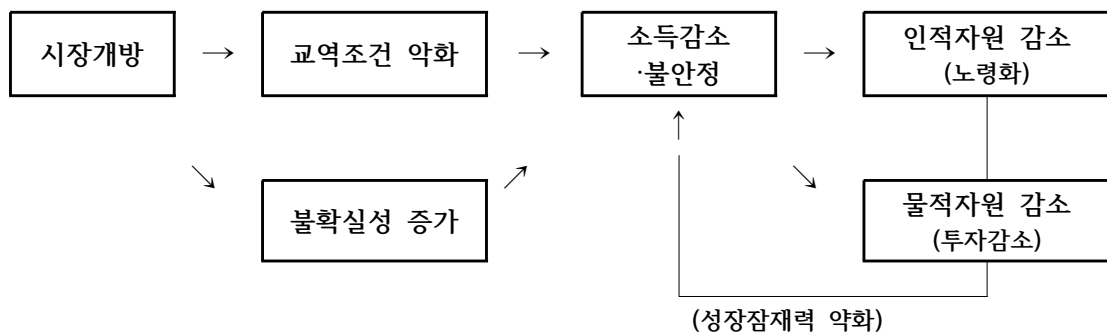 시장개방 → 교역조건 악화 → 소득감소 → 인적자원 감소
·불안정
(노령화)
불확실성 증가
물적자원 감소
(투자감소)
(성장잠재력 약화)